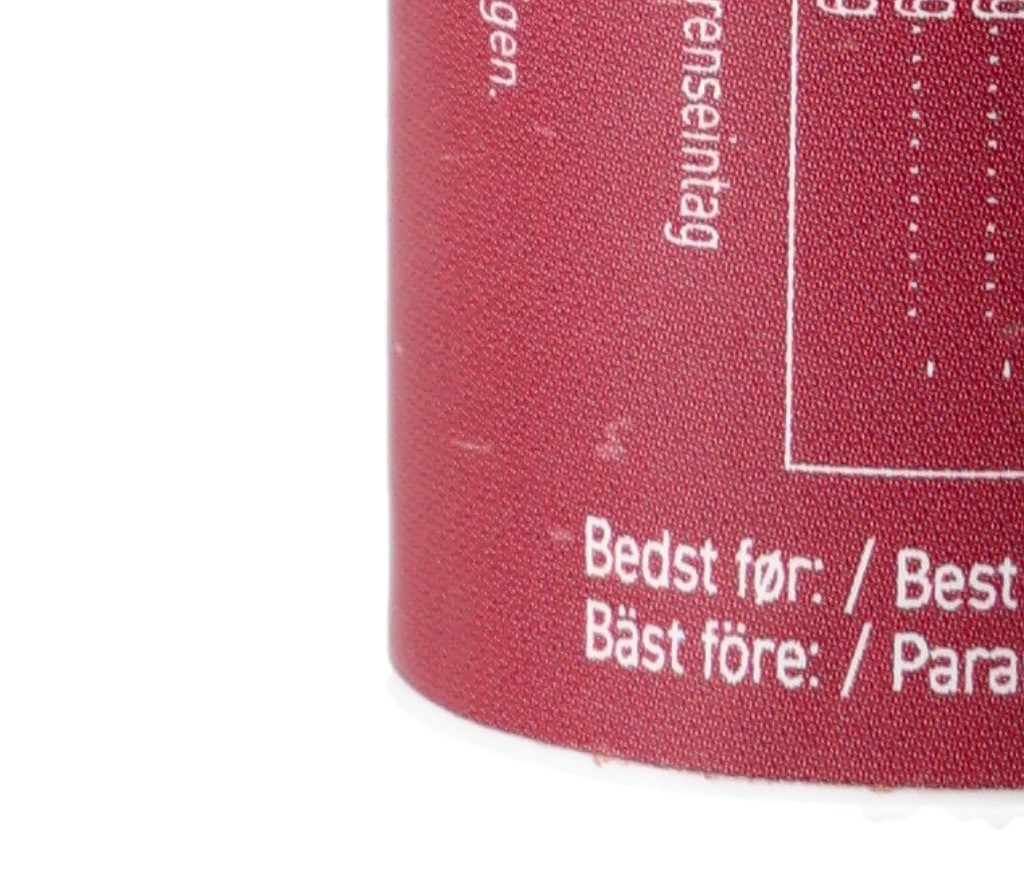 gen.
renseintag
Bedst før: / Best
Bäst före: / Para